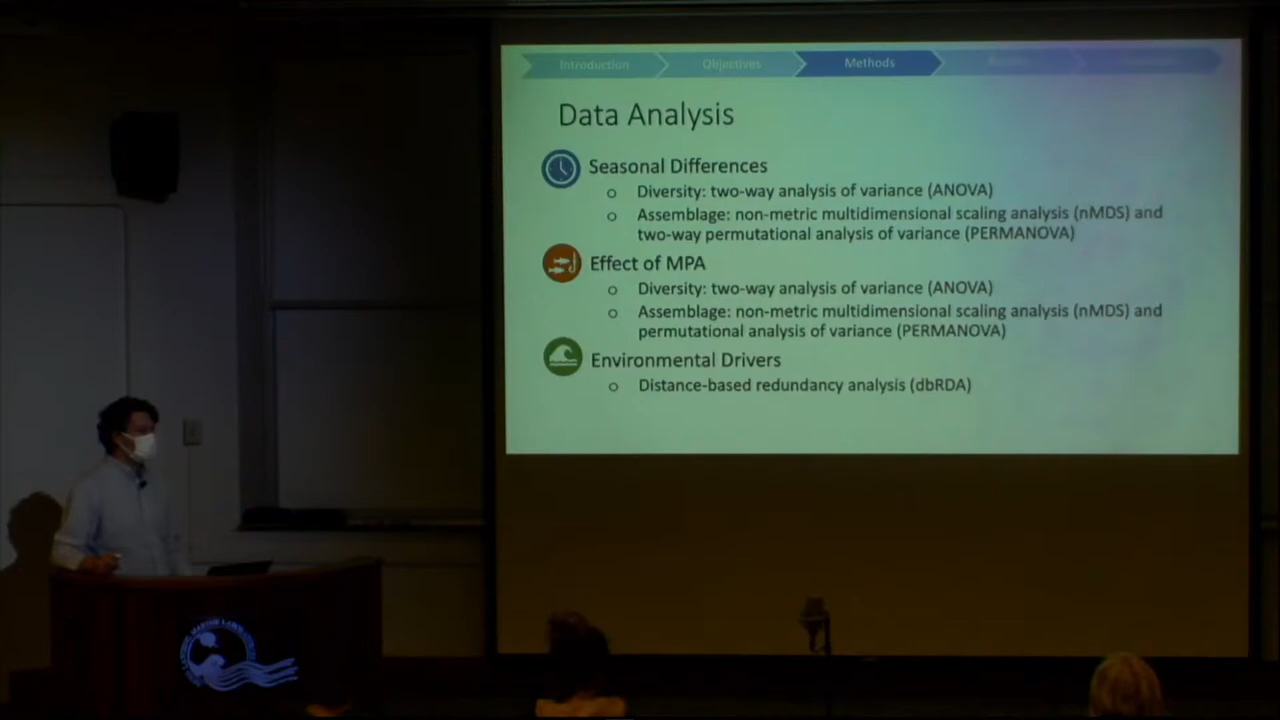 Introduction
Objectives
Methods
Data Analysis
Seasonal Differences
Diversity: two-way analysis of variance (ANOVA)
Assemblage: non-metric multidimensional scaling analysis (nMDS) and
two-way permutational analysis of variance (PERMANOVA)
Effect of MPA
Diversity: two-way analysis of variance (ANOVA)
Assemblage: non-metric multidimensional scaling analysis (nMDS) and
permutational analysis of variance (PERMANOVA)
Environmental Drivers
Distance-based redundancy analysis (dbRDA)